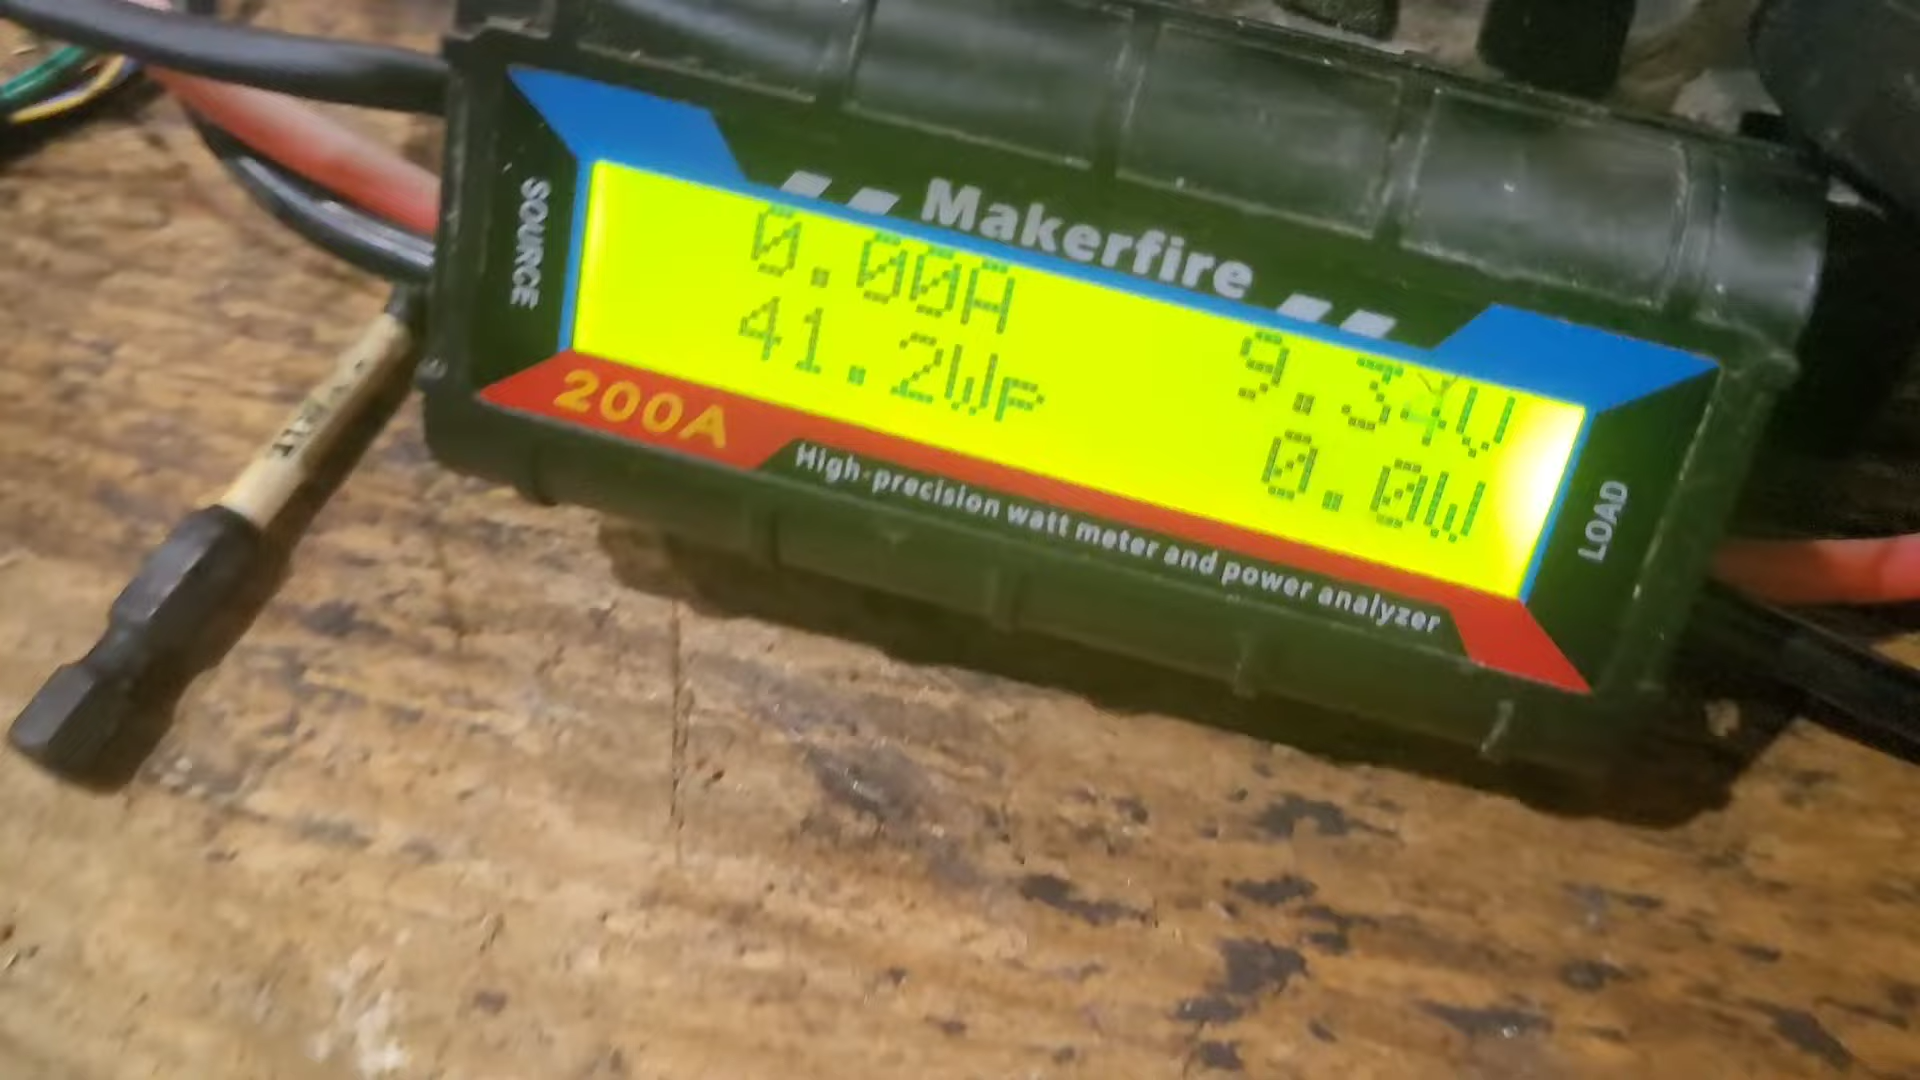 Makerfire
SOURCE
0.00A 9.34V
41.2Wp 0.0W
LOAD
200A
High-precision watt meter and power analyzer